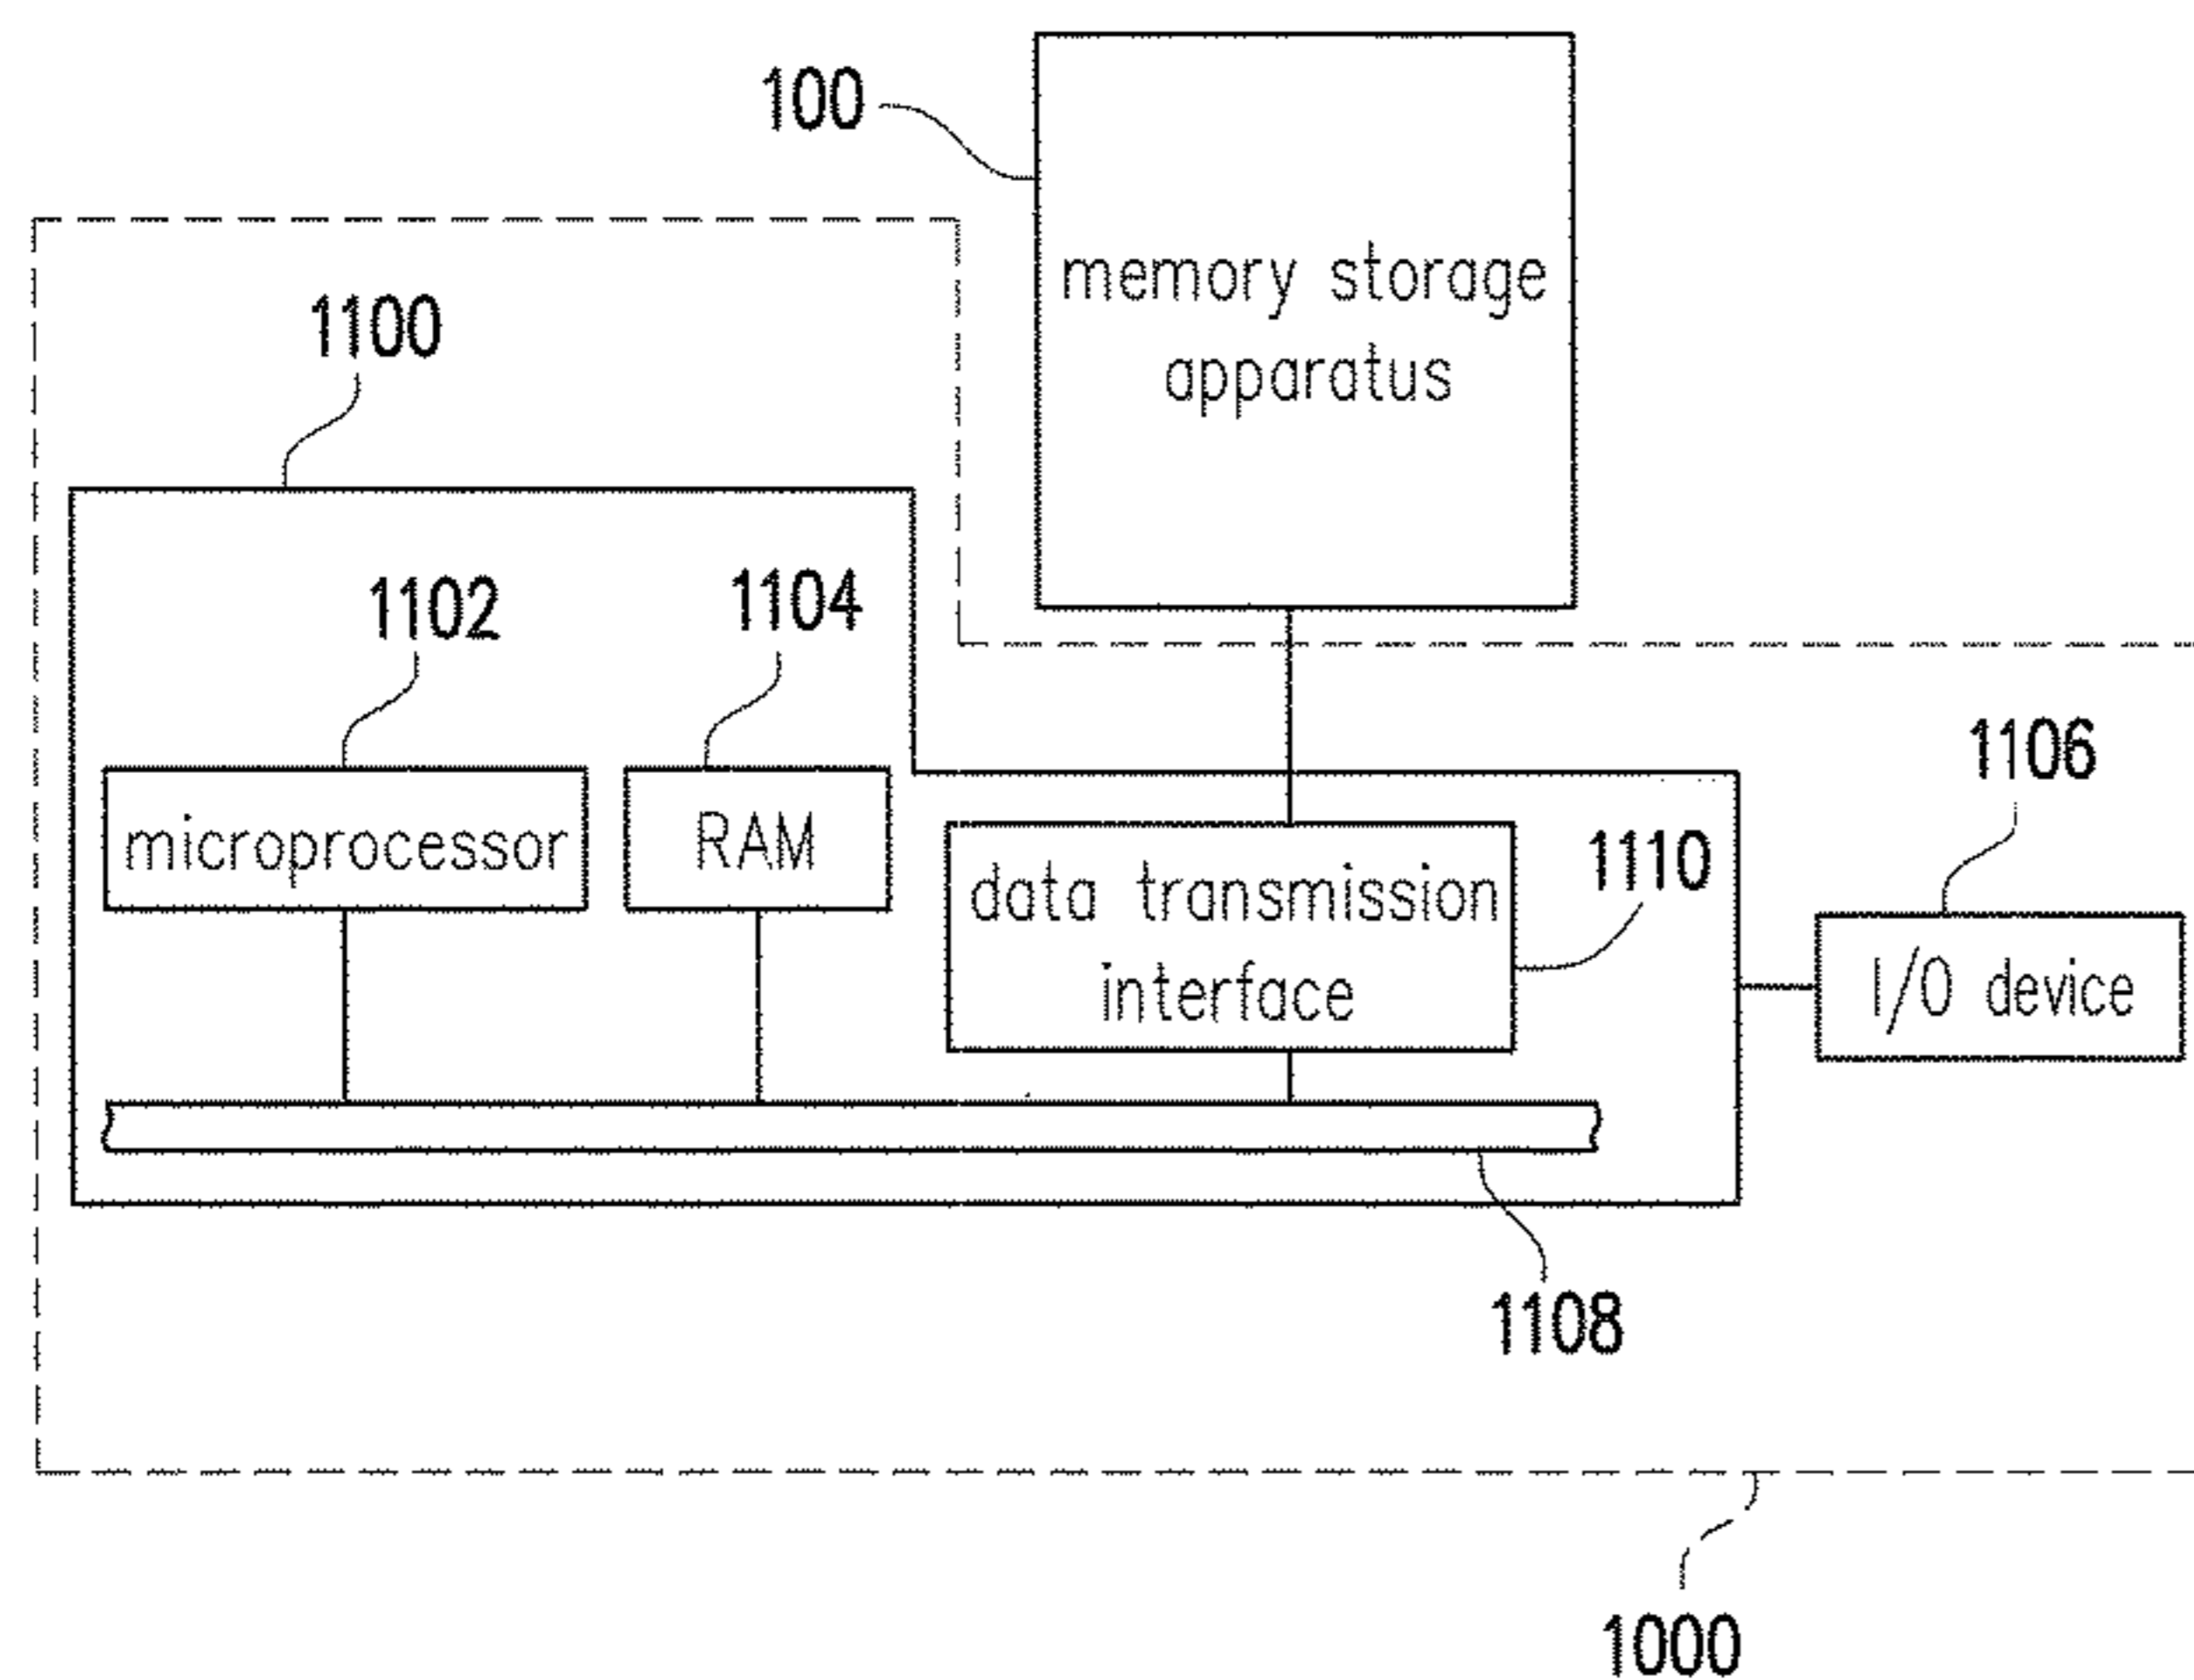 100
memory storage
apparatus
1100
1102
1104
1106
microprocessor
RAM
data transmission
interface
1110
I/O device
1108
1000